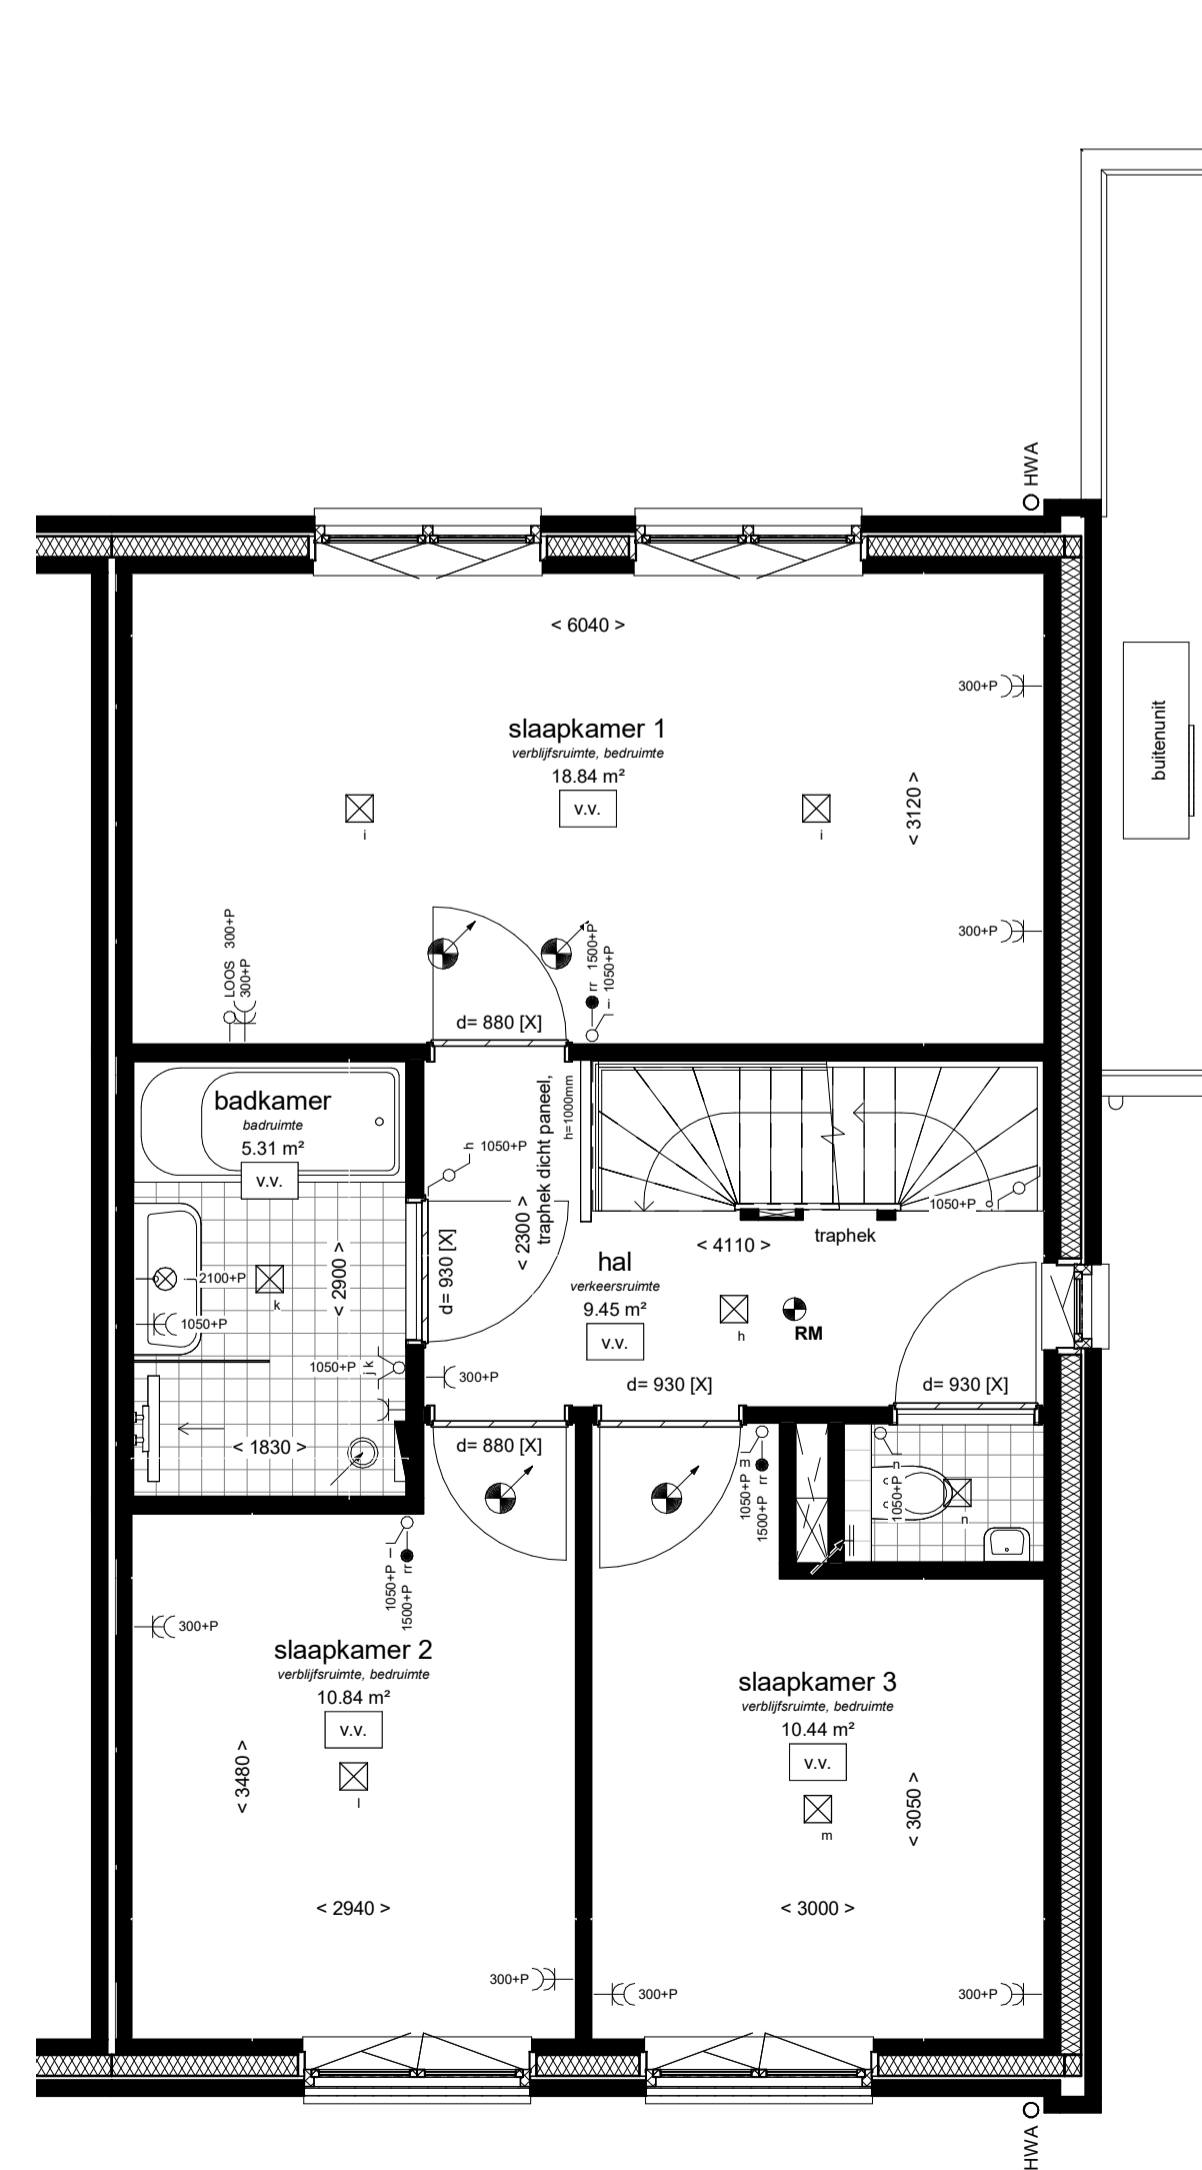 HWA
< 6040 >
300+P
slaapkamer 1
verblijfsruimte, bedruimte
18.84 m²
v.v.
buitenunit
< 3120 >
i
i
300+P
LOOS 300+P
300+P
rr 1500+P
i 1050+P
d= 880 [X]
badkamer
badruimte
5.31 m²
v.v.
h 1050+P
traphek dicht paneel,
h=1000mm
< 2300 >
1050+P
o
traphek
< 4110 >
hal
verkeersruimte
9.45 m²
v.v.
h
RM
d= 930 [X]
2100+P
k
< 2900 >
1050+P
1050+P
j k
300+P
d= 930 [X]
d= 930 [X]
< 1830 >
d= 880 [X]
1050+P m
1500+P rr
n
1050+P
n
1050+P l
1500+P rr
300+P
slaapkamer 2
verblijfsruimte, bedruimte
10.84 m²
v.v.
l
< 3480 >
slaapkamer 3
verblijfsruimte, bedruimte
10.44 m²
v.v.
m
< 3050 >
< 2940 >
< 3000 >
300+P
300+P
300+P
HWA